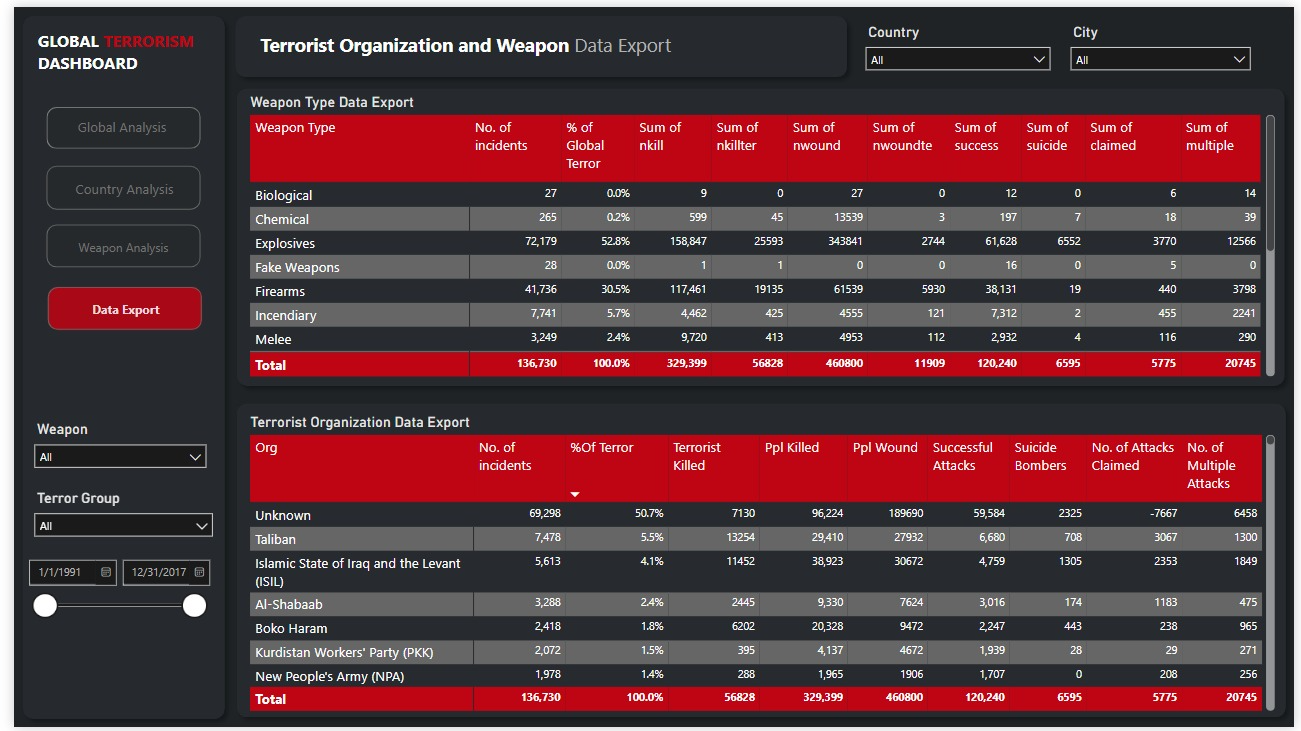 GLOBAL TERRORISM
DASHBOARD
Global Analysis
Country Analysis
Weapon Analysis
Data Export
Weapon
All
Terror Group
All
1/1/1991 12/31/2017
Terrorist Organization and Weapon Data Export
Country City
All All
Weapon Type Data Export
Weapon Type No. of incidents % of Global Terror Sum of nkill Sum of nkillter Sum of nwound Sum of nwoundte Sum of success Sum of suicide Sum of claimed Sum of multiple
Biological 27 0.0% 9 0 27 0 12 0 6 14
Chemical 265 0.2% 599 45 13539 3 197 7 18 39
Explosives 72,179 52.8% 158,847 25593 343841 2744 61,628 6552 3770 12566
Fake Weapons 28 0.0% 1 1 0 0 16 0 5 0
Firearms 41,736 30.5% 117,461 19135 61539 5930 38,131 19 440 3798
Incendiary 7,741 5.7% 4,462 425 4555 121 7,312 2 455 2241
Melee 3,249 2.4% 9,720 413 4953 112 2,932 4 116 290
Total 136,730 100.0% 329,399 56828 460800 11909 120,240 6595 5775 20745
Terrorist Organization Data Export
Org No. of incidents %Of Terror Terrorist Killed Ppl Killed Ppl Wound Successful Attacks Suicide Bombers No. of Attacks Claimed No. of Multiple Attacks
Unknown 69,298 50.7% 7130 96,224 189690 59,584 2325 -7667 6458
Taliban 7,478 5.5% 13254 29,410 27932 6,680 708 3067 1300
Islamic State of Iraq and the Levant (ISIL) 5,613 4.1% 11452 38,923 30672 4,759 1305 2353 1849
Al-Shabaab 3,288 2.4% 2445 9,330 7624 3,016 174 1183 475
Boko Haram 2,418 1.8% 6202 20,328 9472 2,247 443 238 965
Kurdistan Workers' Party (PKK) 2,072 1.5% 395 4,137 4672 1,939 28 29 271
New People's Army (NPA) 1,978 1.4% 288 1,965 1906 1,707 0 208 256
Total 136,730 100.0% 56828 329,399 460800 120,240 6595 5775 20745